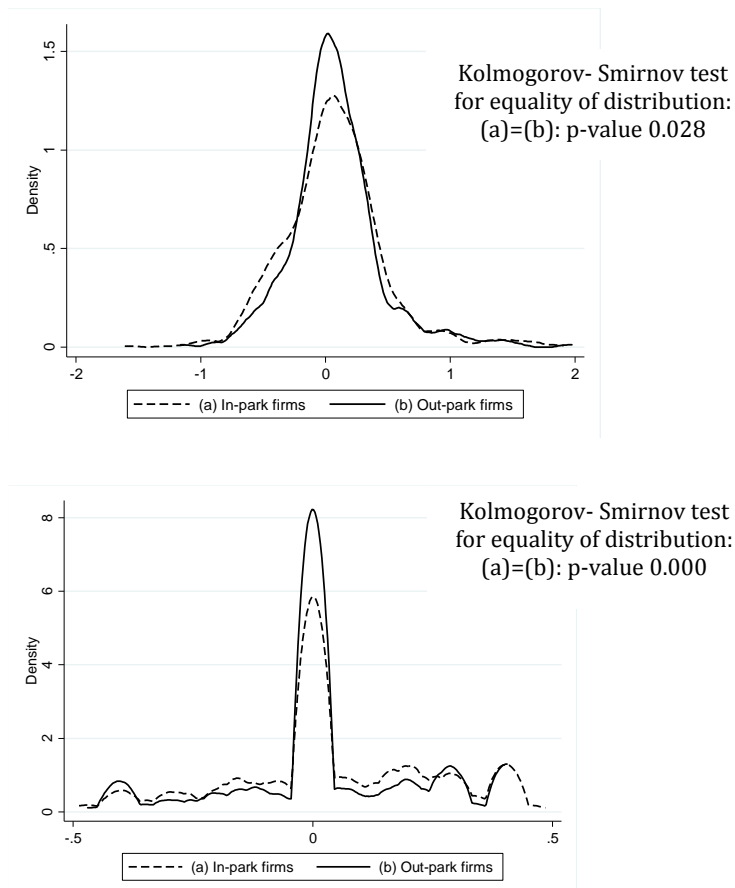 Kolmogorov- Smirnov test
for equality of distribution:
(a)=(b): p-value 0.028
Density
0
.5
1
1.5
-2
-1
0
1
2
(a) In-park firms
(b) Out-park firms
Kolmogorov- Smirnov test
for equality of distribution:
(a)=(b): p-value 0.000
Density
0
2
4
6
8
-.5
0
.5
(a) In-park firms
(b) Out-park firms